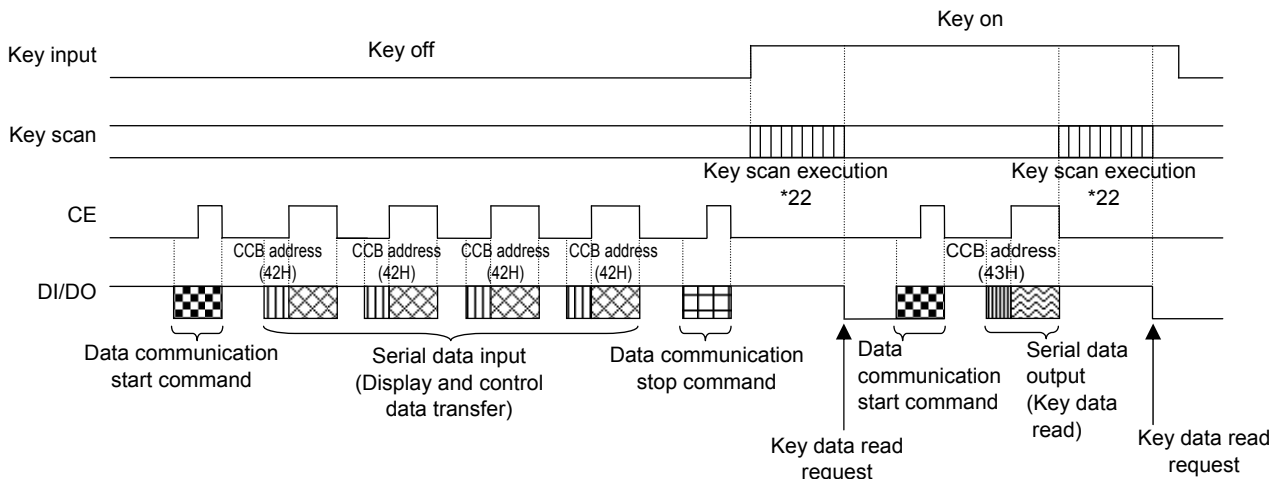 Key on
Key input
Key off
Key scan
Key scan execution
*22
Key scan execution
*22
CE
CCB address
(42H)
CCB address
(42H)
CCB address
(42H)
CCB address
(42H)
CCB address
(43H)
DI/DO
Data communication
start command
Serial data input
(Display and control
data transfer)
Data communication
stop command
Data
communication
start command
Serial data
output
(Key data
read)
Key data read
request
Key data read
request